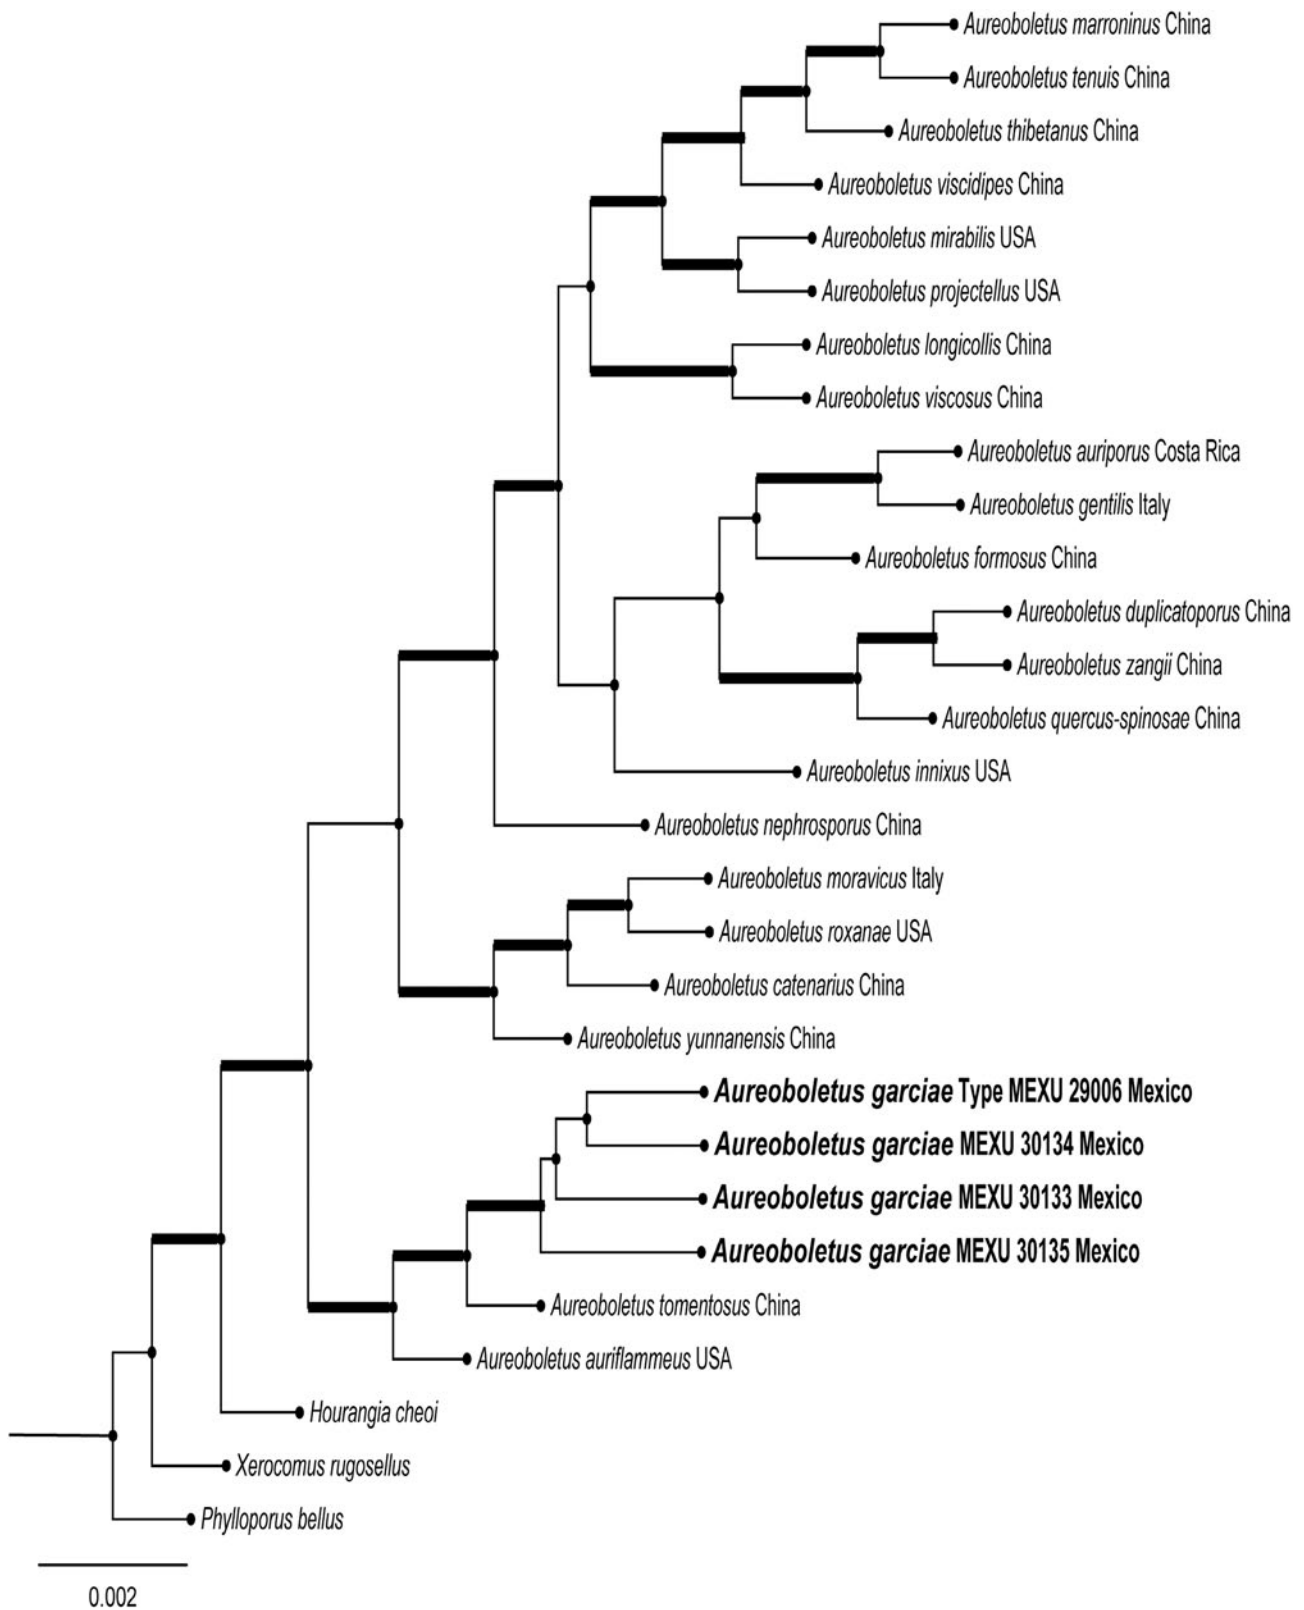 Aureoboletus marroninus China
Aureoboletus tenuis China
Aureoboletus thibetanus China
Aureoboletus viscidipes China
Aureoboletus mirabilis USA
Aureoboletus projectellus USA
Aureoboletus longicollis China
Aureoboletus viscosus China
Aureoboletus auriporus Costa Rica
Aureoboletus gentilis Italy
Aureoboletus formosus China
Aureoboletus duplicatoporus China
Aureoboletus zangii China
Aureoboletus quercus-spinosae China
Aureoboletus innixus USA
Aureoboletus nephrosporus China
Aureoboletus moravicus Italy
Aureoboletus roxanae USA
Aureoboletus catenarius China
Aureoboletus yunnanensis China
Aureoboletus garciae Type MEXU 29006 Mexico
Aureoboletus garciae MEXU 30134 Mexico
Aureoboletus garciae MEXU 30133 Mexico
Aureoboletus garciae MEXU 30135 Mexico
Aureoboletus tomentosus China
Aureoboletus auriflammeus USA
Hourangia cheoi
Xerocomus rugosellus
Phylloporus bellus
0.002